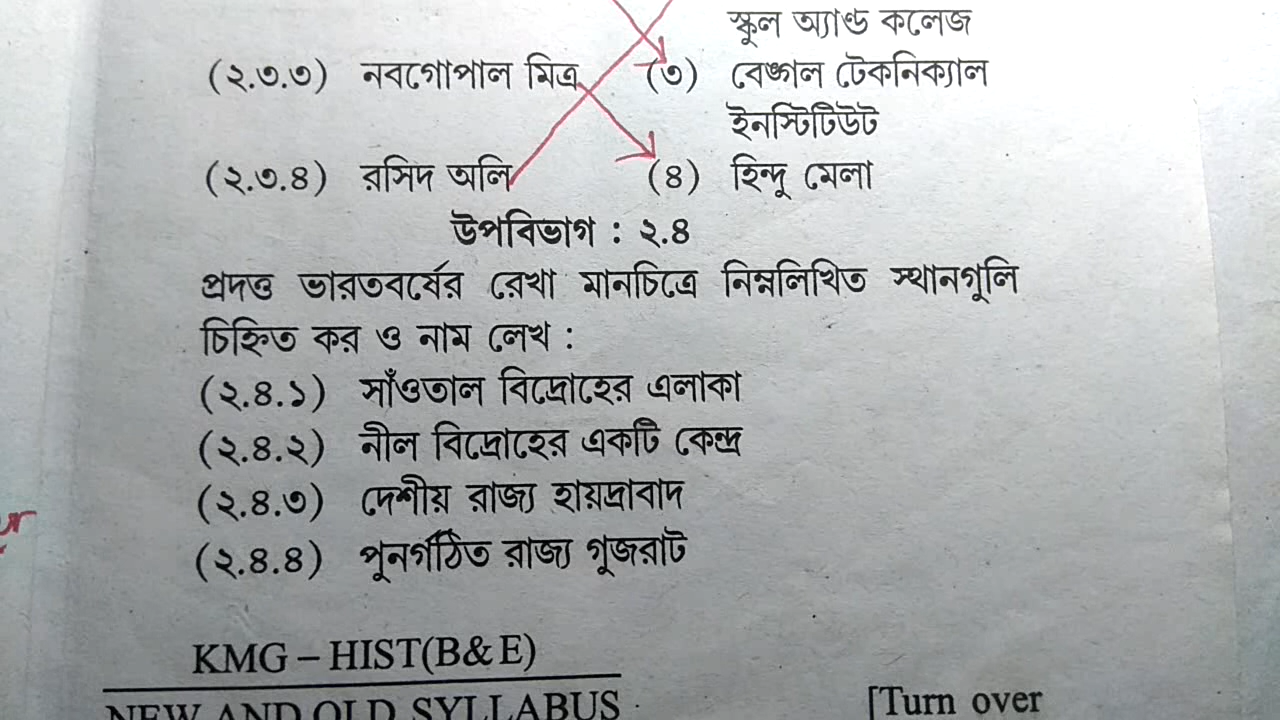 স্কুল অ্যাণ্ড কলেজ
(২.৩.৩) নবগোপাল মিত্র (৩) বেঙ্গল টেকনিক্যাল
ইনস্টিটিউট
(২.৩.৪) রসিদ অলি (৪) হিন্দু মেলা
উপবিভাগ : ২.৪
প্রদত্ত ভারতবর্ষের রেখা মানচিত্রে নিম্নলিখিত স্থানগুলি
চিহ্নিত কর ও নাম লেখ :
(২.৪.১) সাঁওতাল বিদ্রোহের এলাকা
(২.৪.২) নীল বিদ্রোহের একটি কেন্দ্র
(২.৪.৩) দেশীয় রাজ্য হায়দ্রাবাদ
(২.৪.৪) পুনর্গঠিত রাজ্য গুজরাট
KMG – HIST(B&E)
NEW AND OLD SYLLABUS
[Turn over